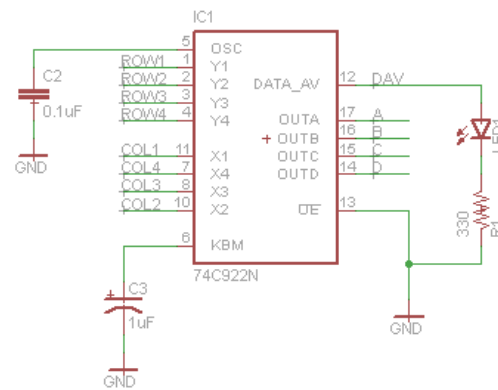 IC1
5
OSC
ROW1 1 Y1
ROW2 2 Y2
ROW3 3 Y3
ROW4 4 Y4
COL1 11 X1
COL4 7 X4
COL3 8 X3
COL2 10 X2
6 KBM
DATA_AV 12 DAV
OUTA 17 A
OUTB 16 B
OUTC 15 C
OUTD 14 D
OE 13
74C922N
C2
0.1uF
GND
C3
1uF
GND
LED1
330
R1
GND